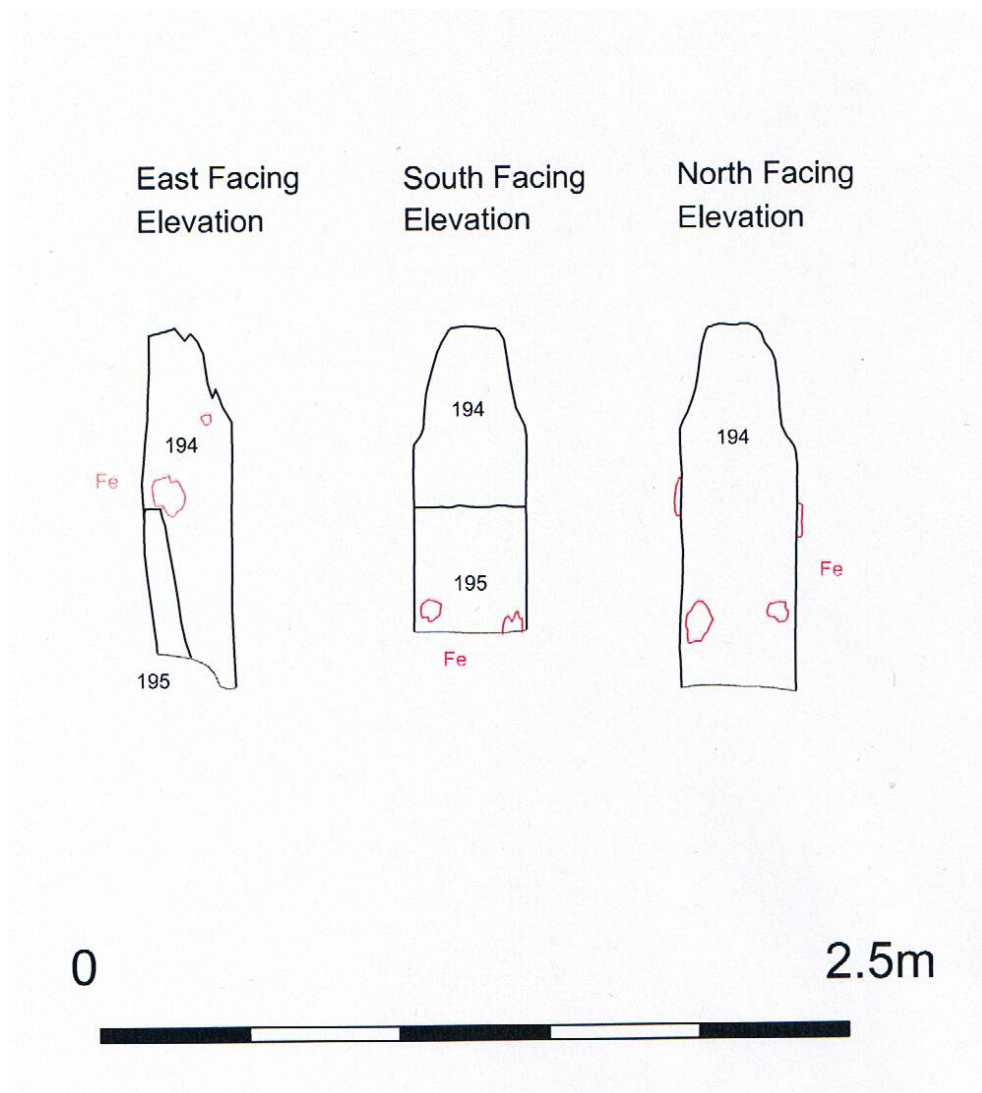 East Facing
Elevation
South Facing
Elevation
North Facing
Elevation
194
Fe
195
194
195
Fe
194
Fe
0
2.5m